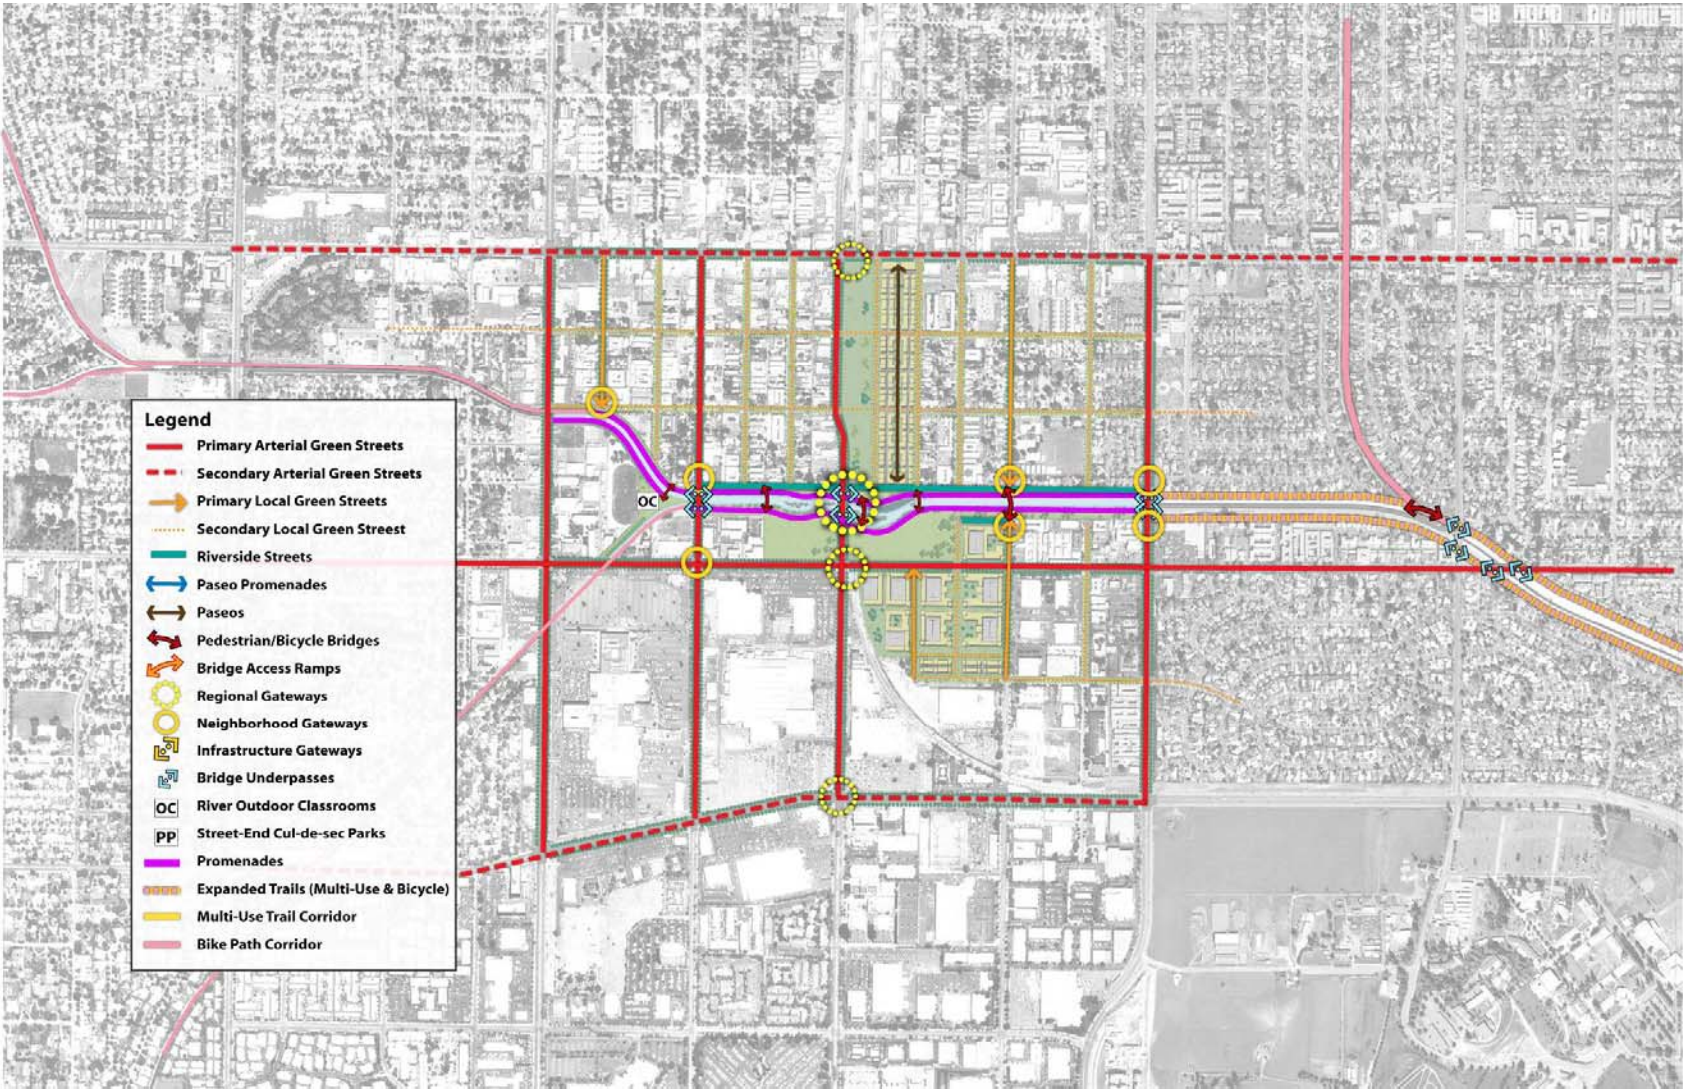 Legend
Primary Arterial Green Streets
Secondary Arterial Green Streets
Primary Local Green Streets
Secondary Local Green Streest
Riverside Streets
Paseo Promenades
Paseos
Pedestrian/Bicycle Bridges
Bridge Access Ramps
Regional Gateways
Neighborhood Gateways
Infrastructure Gateways
Bridge Underpasses
OC River Outdoor Classrooms
PP Street-End Cul-de-sec Parks
Promenades
Expanded Trails (Multi-Use & Bicycle)
Multi-Use Trail Corridor
Bike Path Corridor
OC